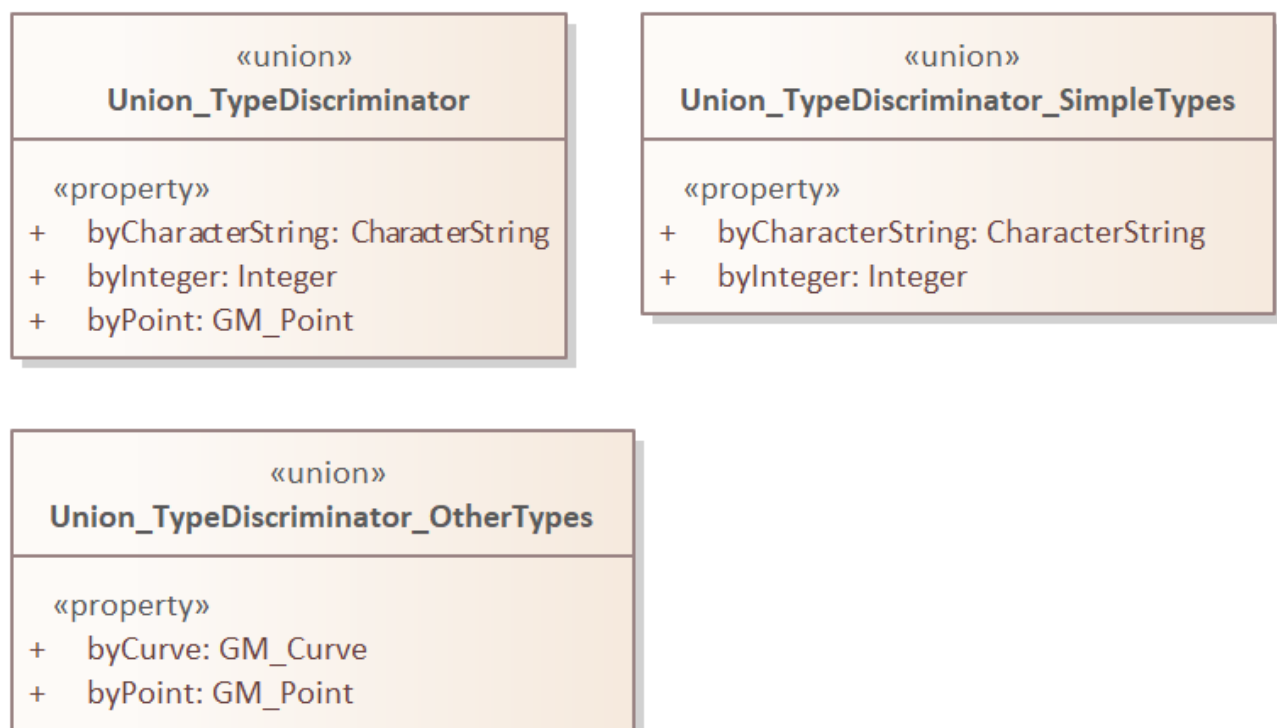 «union»
Union_TypeDiscriminator
«property»
+ byCharacterString: CharacterString
+ byInteger: Integer
+ byPoint: GM_Point
«union»
Union_TypeDiscriminator_SimpleTypes
«property»
+ byCharacterString: CharacterString
+ byInteger: Integer
«union»
Union_TypeDiscriminator_OtherTypes
«property»
+ byCurve: GM_Curve
+ byPoint: GM_Point